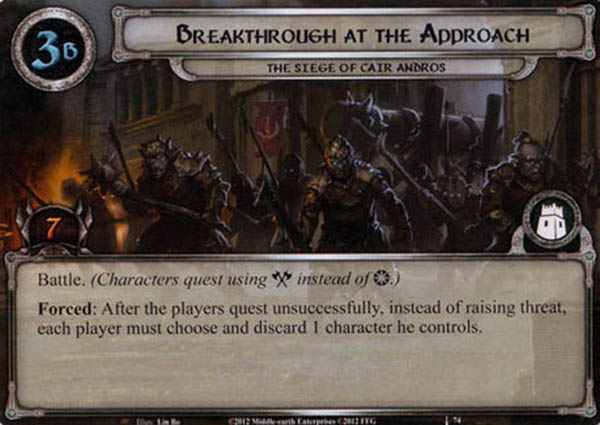 3B
BREAKTHROUGH AT THE APPROACH
THE SIEGE OF CAIR ANDROS
7
Battle. (Characters quest using instead of .)
Forced: After the players quest unsuccessfully, instead of raising threat,
each player must choose and discard 1 character he controls.
Illus. Lin Bo ©2012 Middle-earth Enterprises ©2012 FFG 74